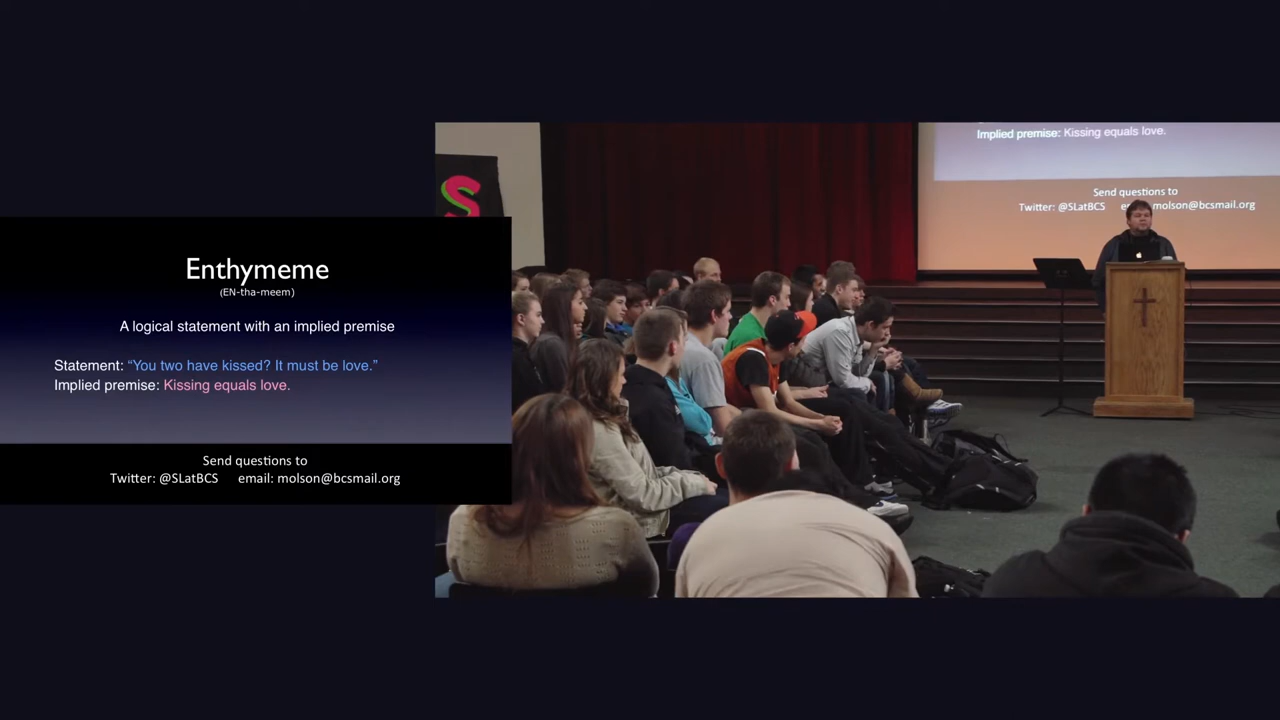 Enthymeme
(EN-tha-meem)
A logical statement with an implied premise
Statement: “You two have kissed? It must be love.”
Implied premise: Kissing equals love.
Send questions to
Twitter: @SLatBCS email: molson@bcsmail.org
S
Implied premise: Kissing equals love.
Send questions to
Twitter: @SLatBCS molson@bcsmail.org